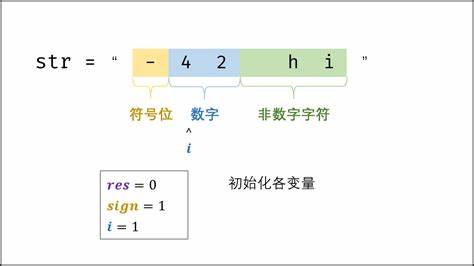 str = “ - 4 2 h i ”
符号位 数字 非数字字符
^
i
res = 0
sign = 1
i = 1
初始化各变量